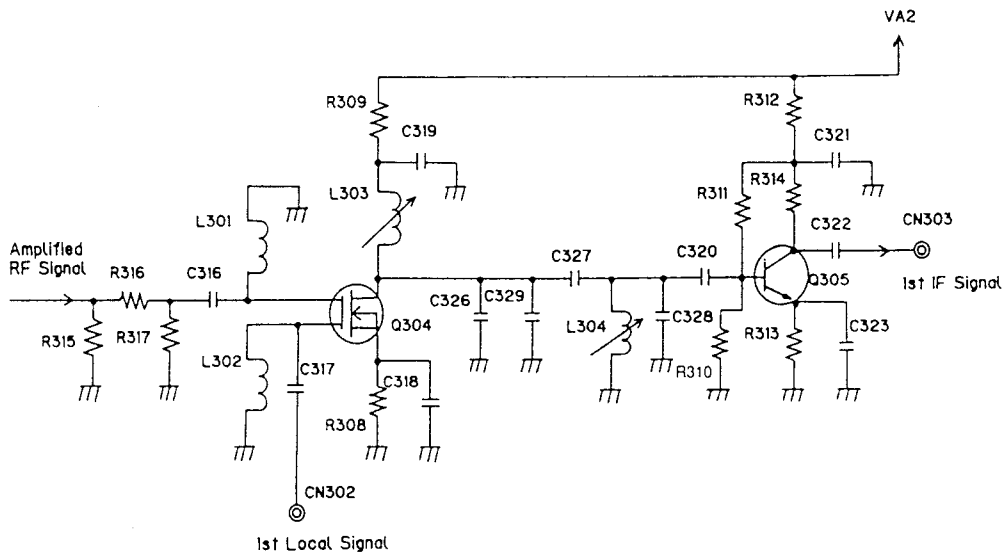 VA2
R309
R312
C319
C321
R311
R314
L303
L301
C322
CN303
Amplified
RF Signal
C327
C320
R316
C316
Q305
1st IF Signal
C326
C329
Q304
L304
C328
R313
C323
R315
R317
L302
C317
C318
R310
R308
CN302
1st Local Signal